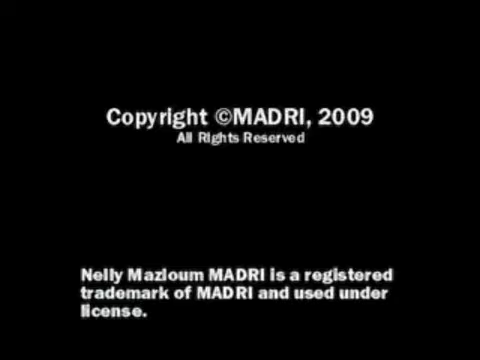 Copyright ©MADRI, 2009
All Rights Reserved
Nelly Mazloum MADRI is a registered
trademark of MADRI and used under
license.